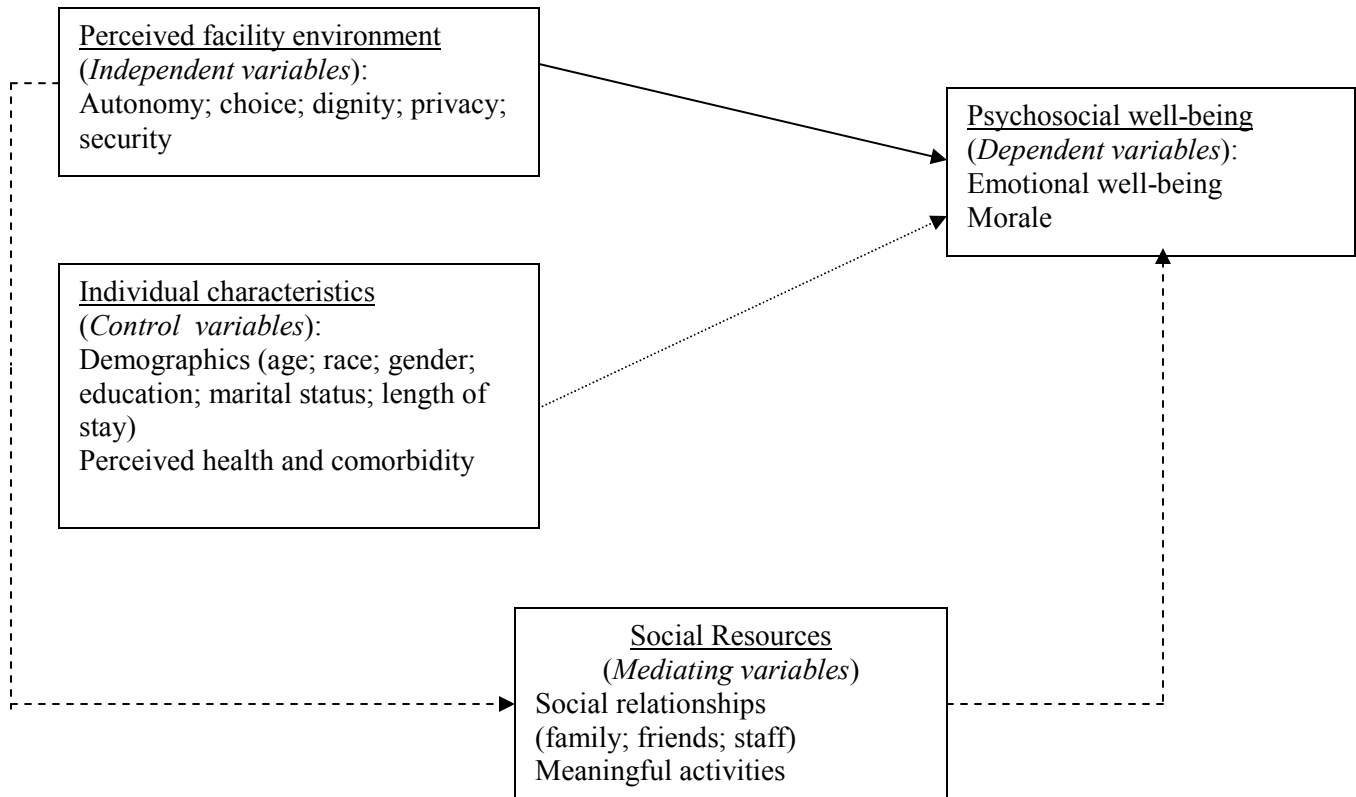 Perceived facility environment
(Independent variables):
Autonomy; choice; dignity; privacy;
security
Psychosocial well-being
(Dependent variables):
Emotional well-being
Morale
Individual characteristics
(Control  variables):
Demographics (age; race; gender;
education; marital status; length of
stay)
Perceived health and comorbidity
Social Resources
(Mediating variables)
Social relationships
(family; friends; staff)
Meaningful activities